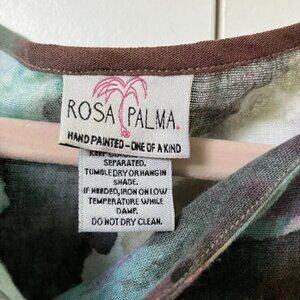 ROSA PALMA.
HAND PAINTED - ONE OF A KIND
SEPARATED.
TUMBLE DRY OR HANG IN
SHADE.
IF NEEDED, IRON ON LOW
TEMPERATURE WHILE
DAMP.
DO NOT DRY CLEAN.